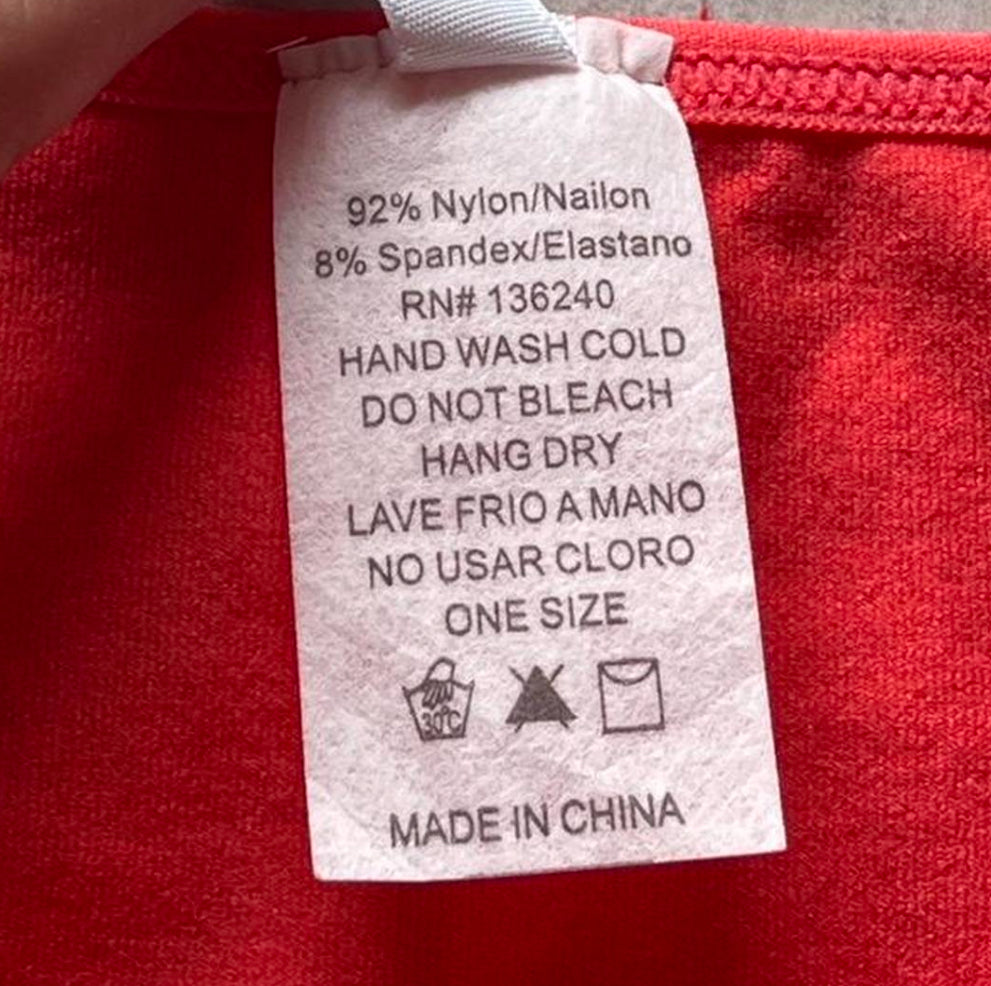 92% Nylon/Nailon
8% Spandex/Elastano
RN# 136240
HAND WASH COLD
DO NOT BLEACH
HANG DRY
LAVE FRIO A MANO
NO USAR CLORO
ONE SIZE
30°C
MADE IN CHINA